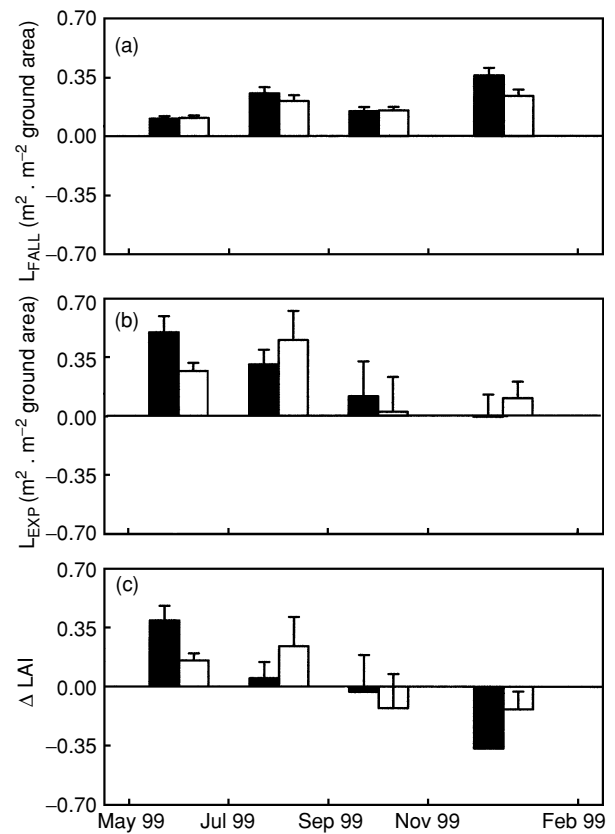 0.70
(a)
0.35
0.00
−0.35
−0.70
L_FALL (m² . m⁻² ground area)
0.70
(b)
0.35
0.00
−0.35
−0.70
L_EXP (m² . m⁻² ground area)
0.70
(c)
0.35
0.00
−0.35
−0.70
Δ LAI
May 99 Jul 99 Sep 99 Nov 99 Feb 99